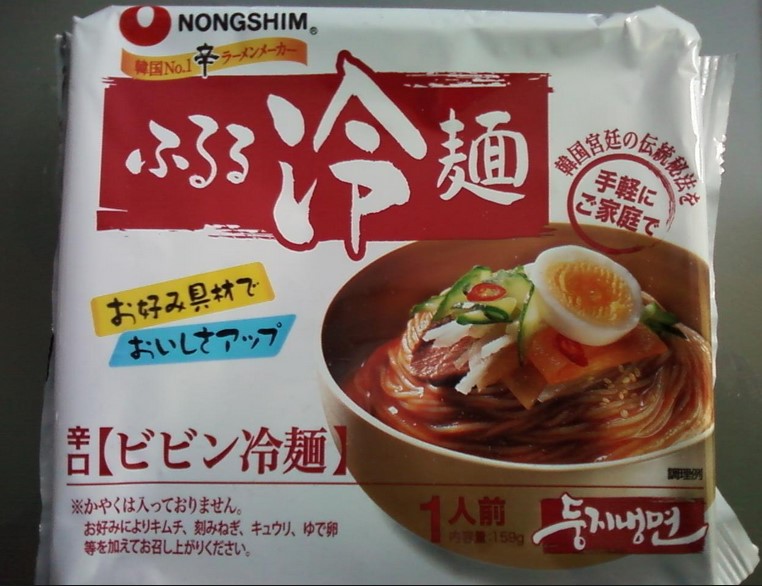 NONGSHIM®
韓国No.1 辛ラーメンメーカー
ふるる冷麺
韓国宮廷の伝統秘法を
手軽に
ご家庭で
お好み具材で
おいしさアップ
辛口【ビビン冷麺】
調理例
※かやくは入っておりません。
お好みによりキムチ、刻みねぎ、キュウリ、ゆで卵
等を加えてお召し上がりください。
1人前
内容量:159g
둥지냉면